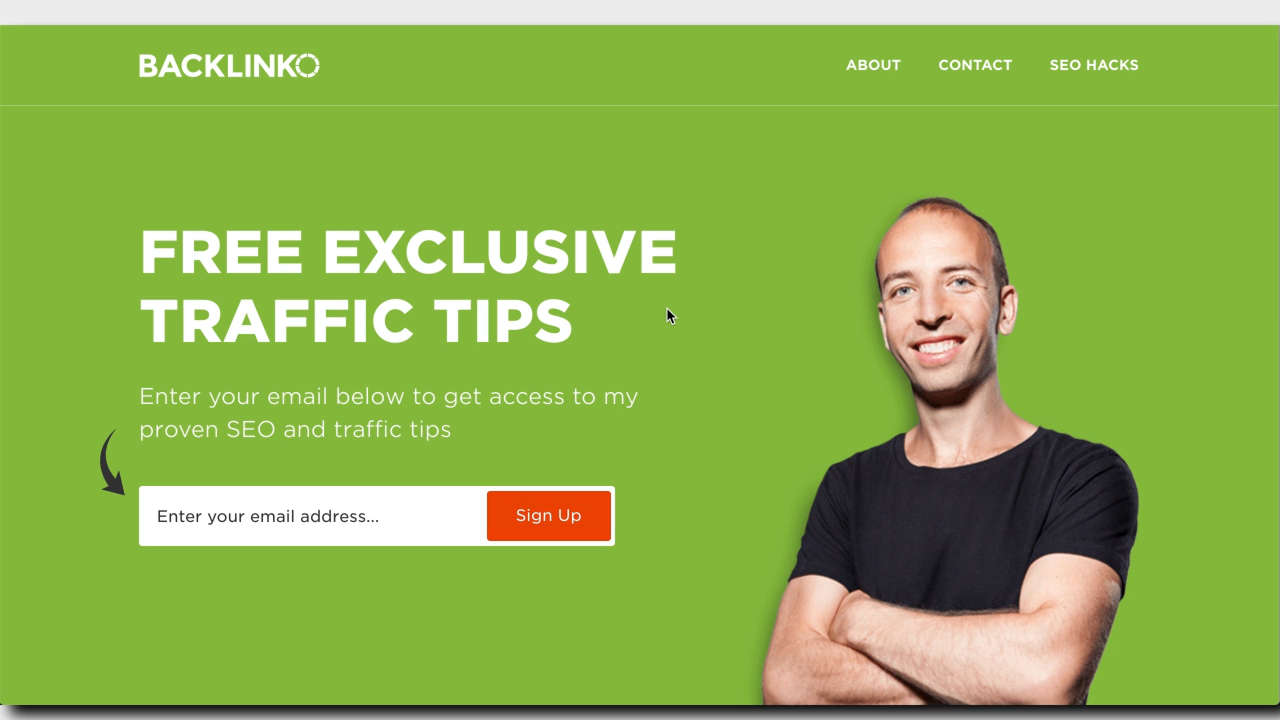 BACKLINKO
ABOUT CONTACT SEO HACKS
FREE EXCLUSIVE
TRAFFIC TIPS
Enter your email below to get access to my
proven SEO and traffic tips
Enter your email address...
Sign Up